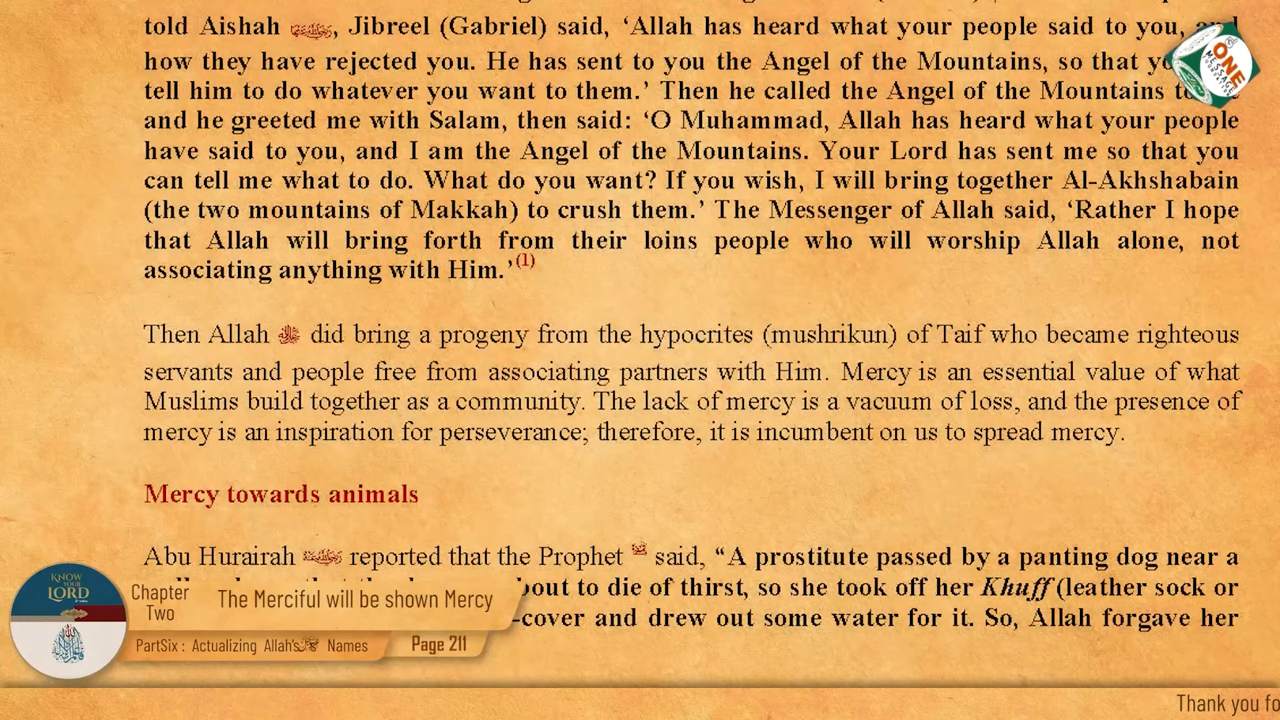 told Aishah رضي الله عنها, Jibreel (Gabriel) said, ‘Allah has heard what your people said to you, and
how they have rejected you. He has sent to you the Angel of the Mountains, so that
tell him to do whatever you want to them.’ Then he called the Angel of the Mountains
and he greeted me with Salam, then said: ‘O Muhammad, Allah has heard what your people
have said to you, and I am the Angel of the Mountains. Your Lord has sent me so that you
can tell me what to do. What do you want? If you wish, I will bring together Al-Akhshabain
(the two mountains of Makkah) to crush them.’ The Messenger of Allah said, ‘Rather I hope
that Allah will bring forth from their loins people who will worship Allah alone, not
associating anything with Him.’(1)
Then Allah did bring a progeny from the hypocrites (mushrikun) of Taif who became righteous
servants and people free from associating partners with Him. Mercy is an essential value of what
Muslims build together as a community. The lack of mercy is a vacuum of loss, and the presence of
mercy is an inspiration for perseverance; therefore, it is incumbent on us to spread mercy.
Mercy towards animals
Abu Hurairah reported that the Prophet said, “A prostitute passed by a panting dog near a
bout to die of thirst, so she took off her Khuff (leather sock or
-cover and drew out some water for it. So, Allah forgave her
ONE
MESSAGE
KNOW
YOUR
LORD
Chapter
Two
The Merciful will be shown Mercy
PartSix : Actualizing Allah's Names
Page 211
Thank you fo